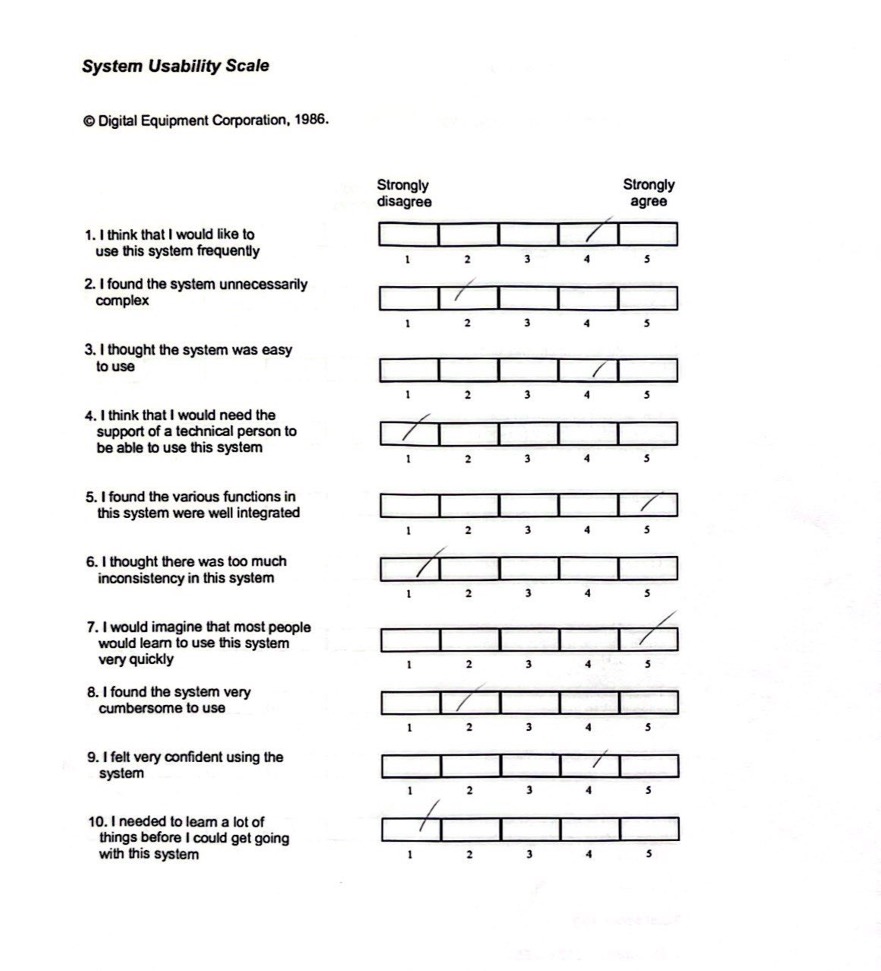 System Usability Scale
© Digital Equipment Corporation, 1986.
Strongly disagree
Strongly agree
1. I think that I would like to
use this system frequently
1 2 3 4 5
2. I found the system unnecessarily
complex
1 2 3 4 5
3. I thought the system was easy
to use
1 2 3 4 5
4. I think that I would need the
support of a technical person to
be able to use this system
1 2 3 4 5
5. I found the various functions in
this system were well integrated
1 2 3 4 5
6. I thought there was too much
inconsistency in this system
1 2 3 4 5
7. I would imagine that most people
would learn to use this system
very quickly
1 2 3 4 5
8. I found the system very
cumbersome to use
1 2 3 4 5
9. I felt very confident using the
system
1 2 3 4 5
10. I needed to learn a lot of
things before I could get going
with this system
1 2 3 4 5